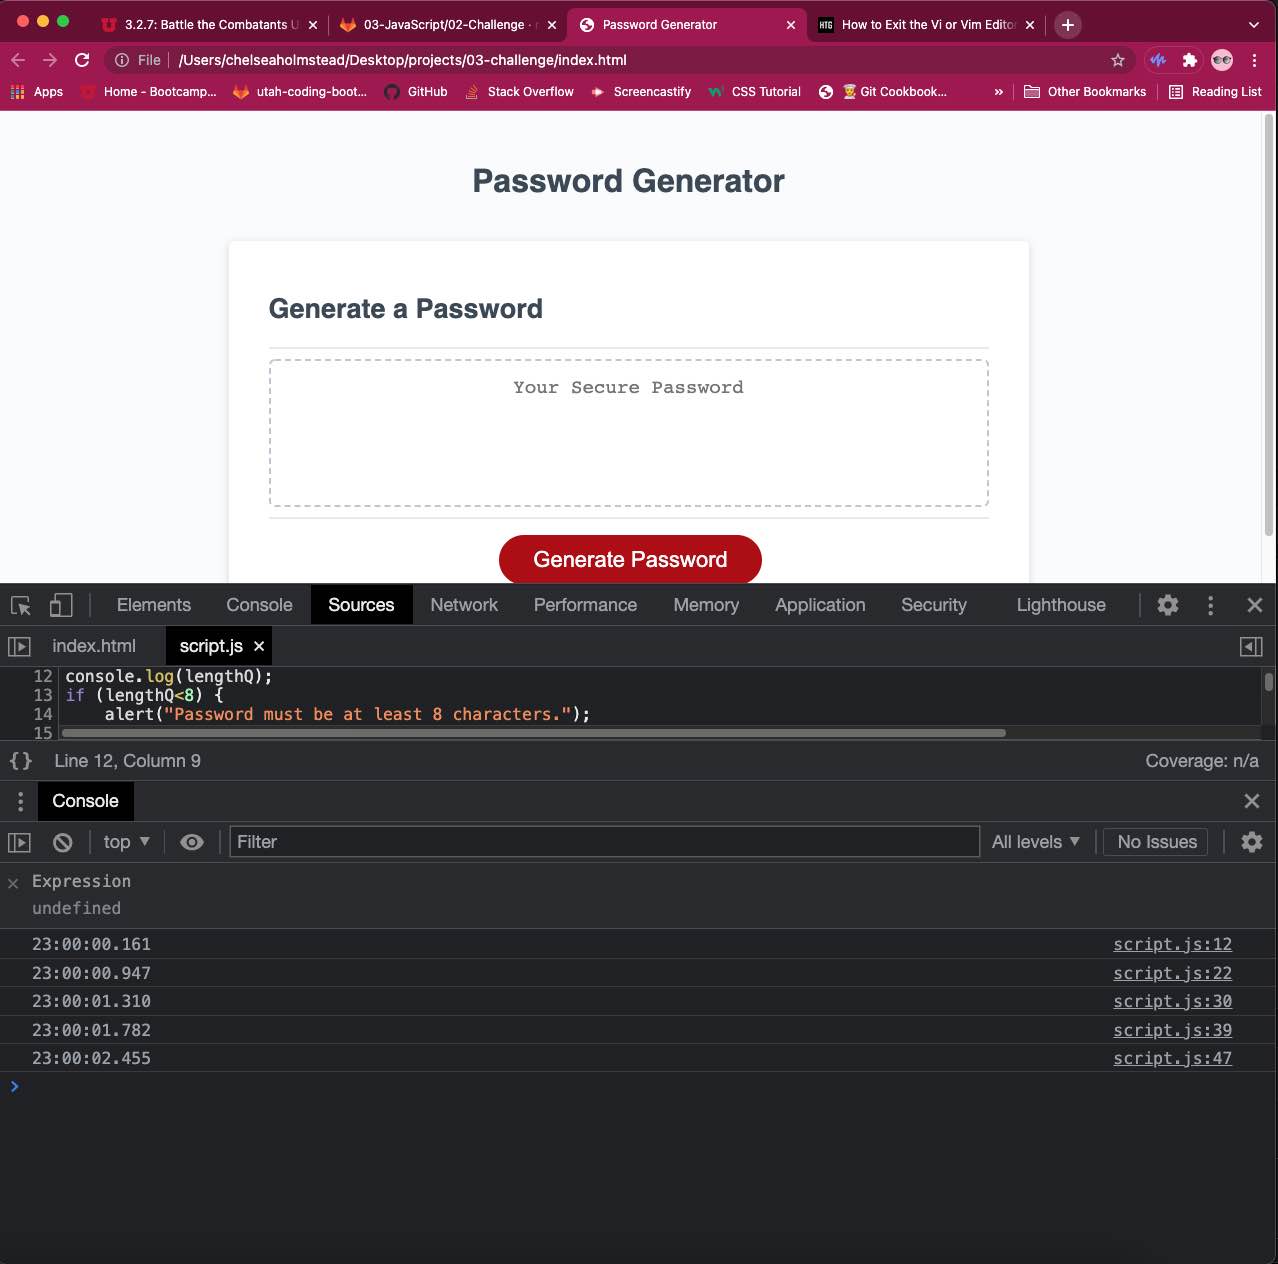 3.2.7: Battle the Combatants U
03-JavaScript/02-Challenge ·
Password Generator
HTG How to Exit the Vi or Vim Editor
File /Users/chelseaholmstead/Desktop/projects/03-challenge/index.html
Apps Home - Bootcamp... utah-coding-boot... GitHub Stack Overflow Screencastify CSS Tutorial Git Cookbook... » Other Bookmarks Reading List
Password Generator
Generate a Password
Your Secure Password
Generate Password
Elements Console Sources Network Performance Memory Application Security Lighthouse
index.html script.js
12 console.log(lengthQ);
13 if (lengthQ<8) {
14 alert("Password must be at least 8 characters.");
15
{} Line 12, Column 9 Coverage: n/a
Console
top ▼ Filter All levels ▼ No Issues
Expression
undefined
23:00:00.161 script.js:12
23:00:00.947 script.js:22
23:00:01.310 script.js:30
23:00:01.782 script.js:39
23:00:02.455 script.js:47
>